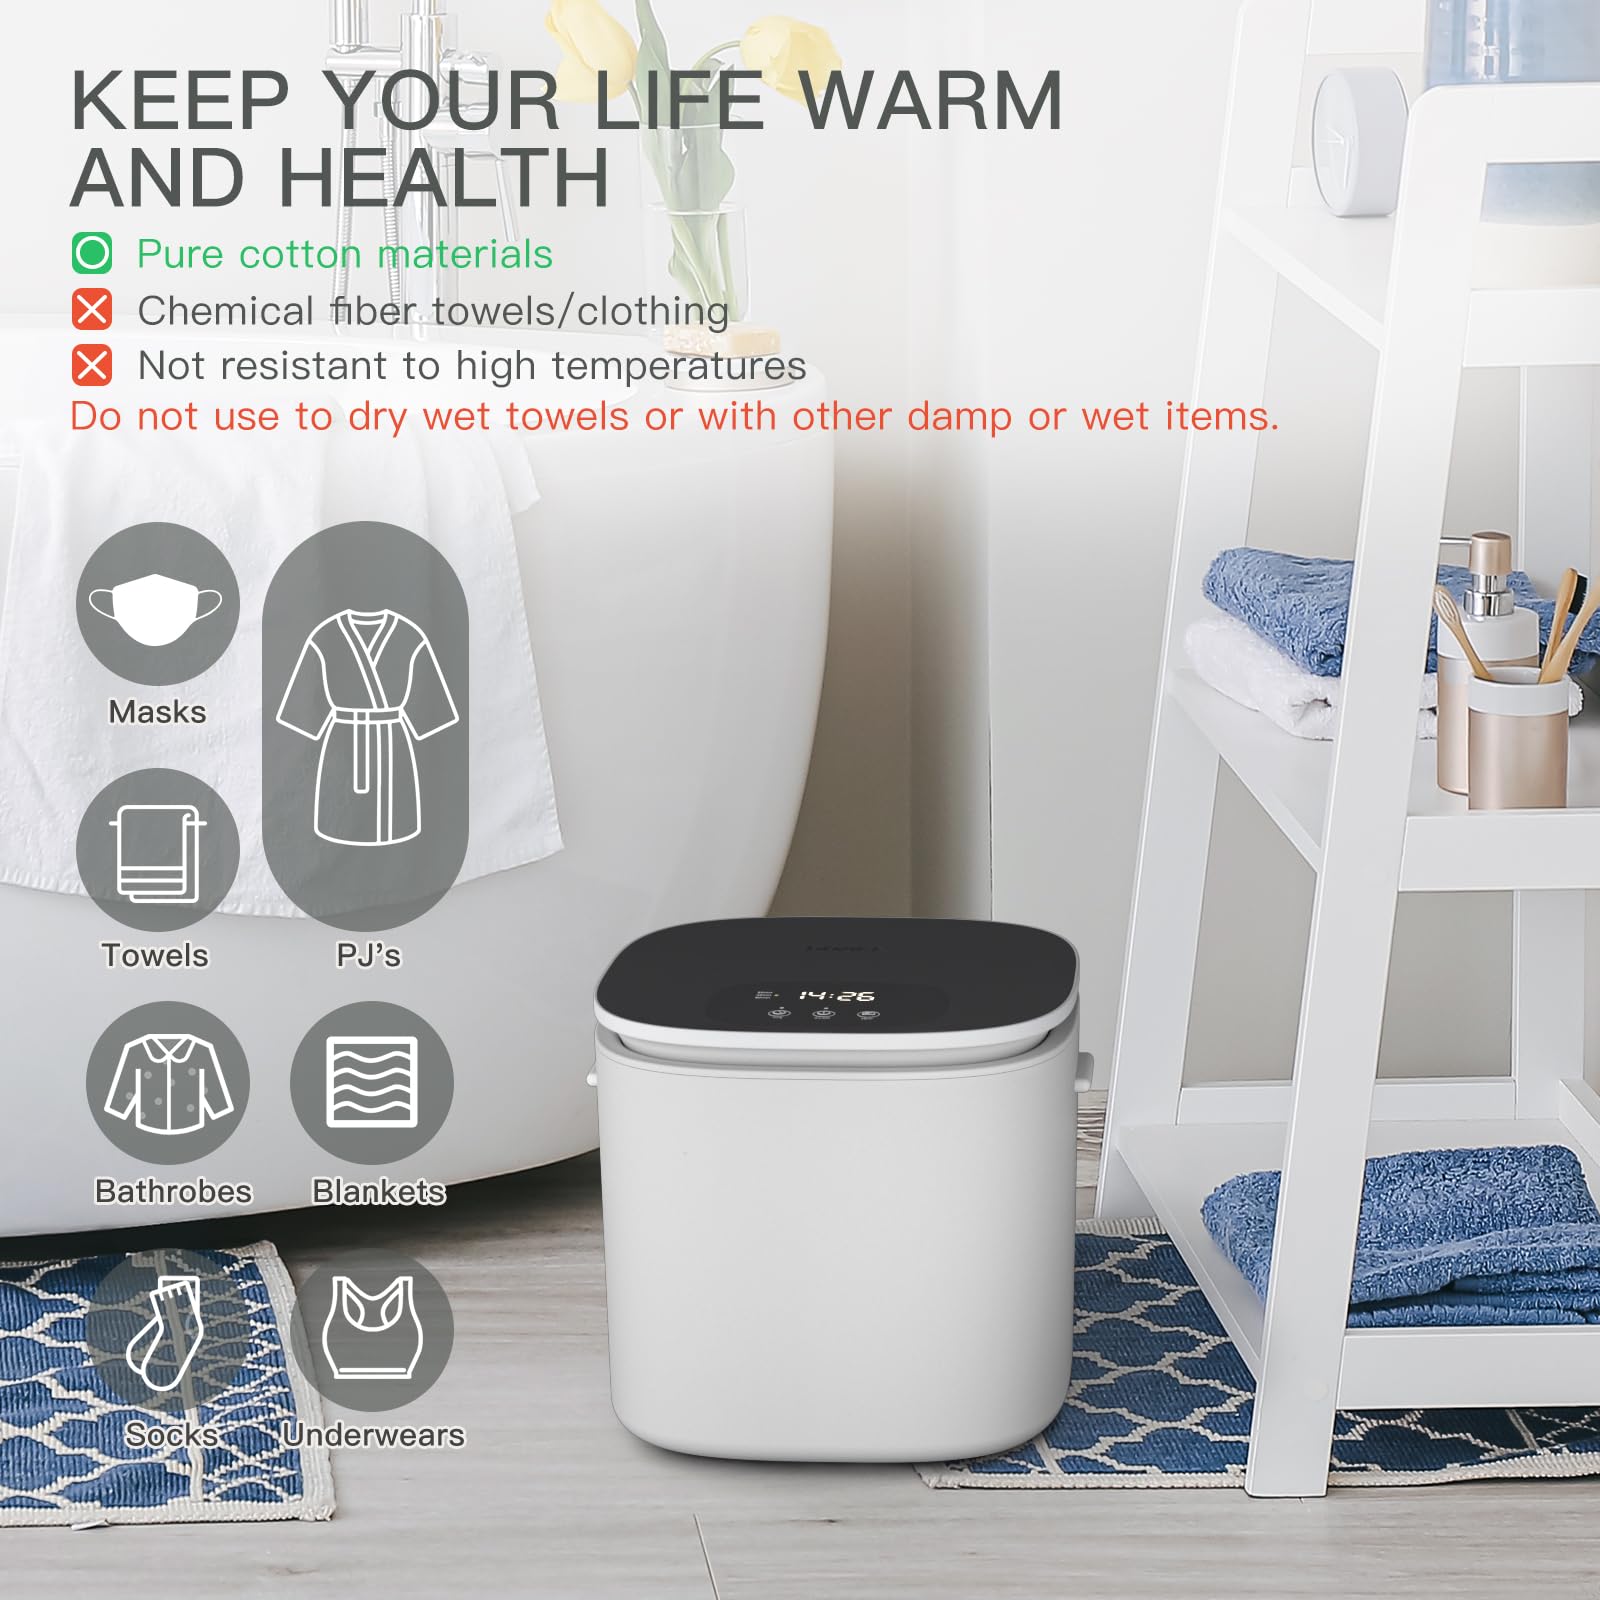 KEEP YOUR LIFE WARM
AND HEALTH
Pure cotton materials
Chemical fiber towels/clothing
Not resistant to high temperatures
Do not use to dry wet towels or with other damp or wet items.
Masks
Towels
PJ's
14:26
Bathrobes
Blankets
Socks
Underwears